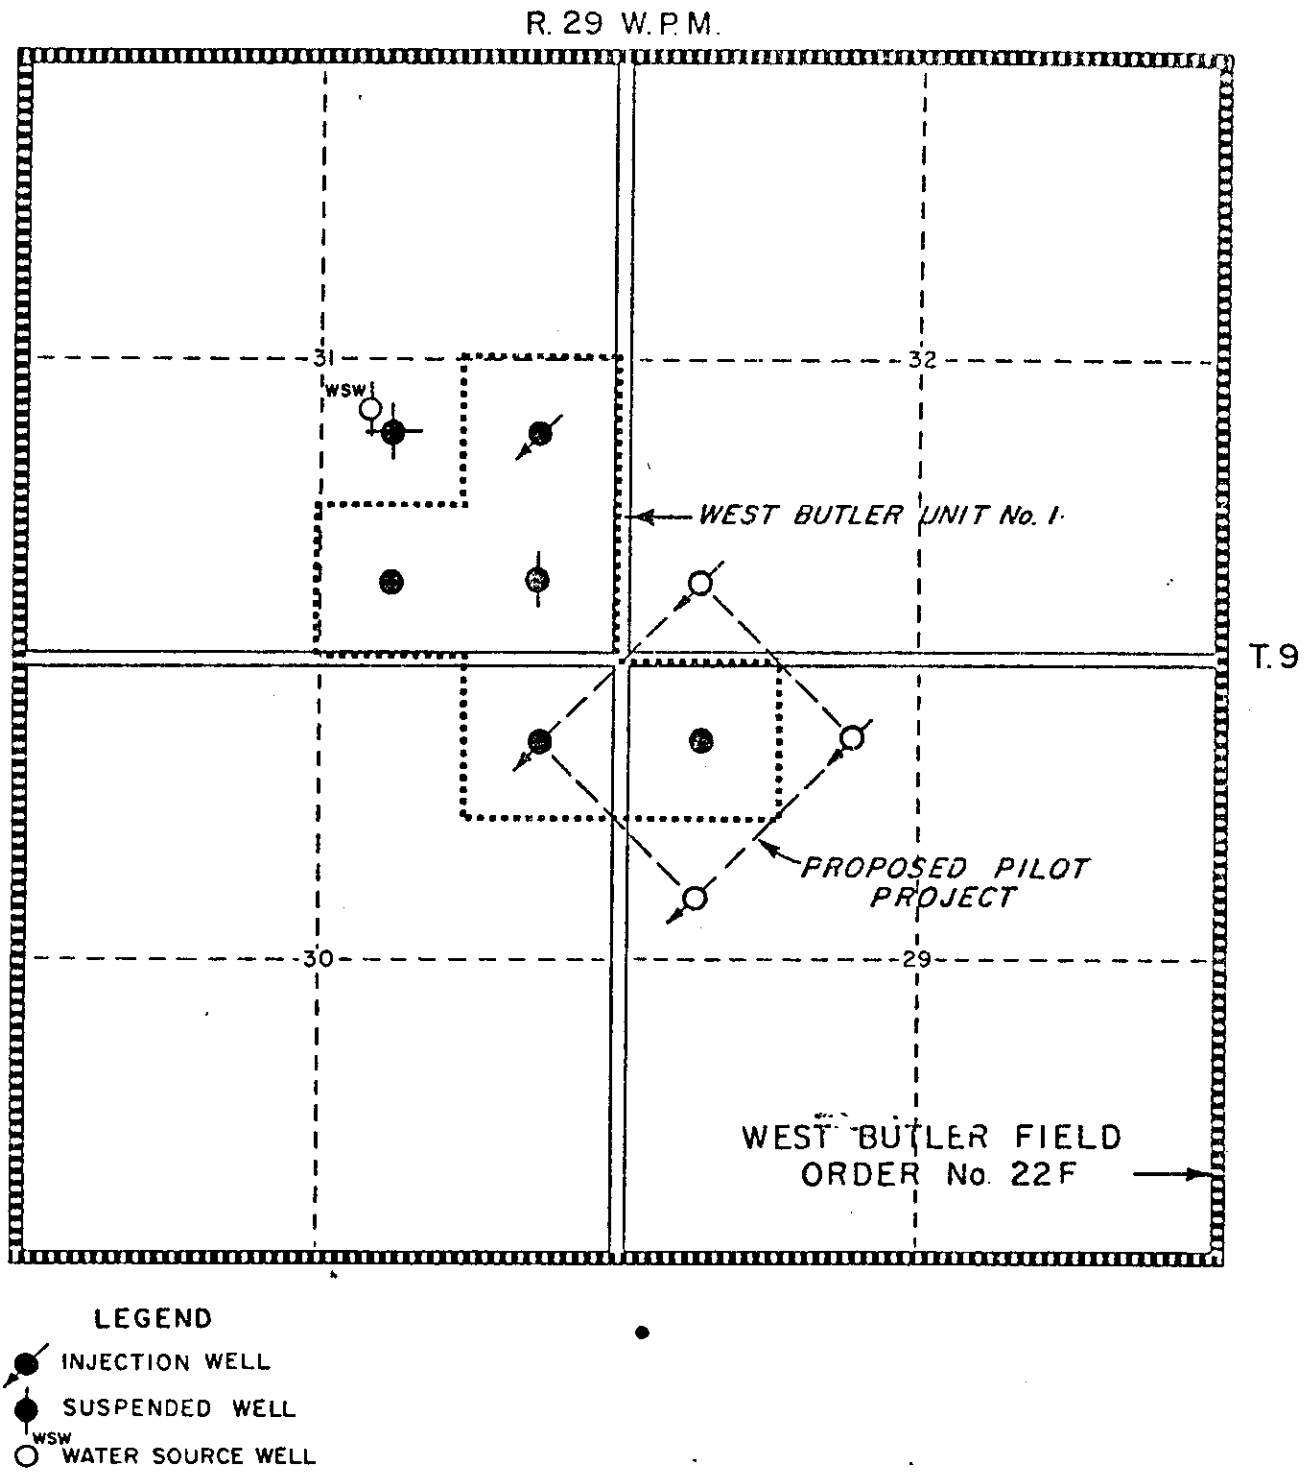 R. 29 W.P.M.
31
32
WSW
WEST BUTLER UNIT No. 1
T. 9
PROPOSED PILOT
PROJECT
30
29
WEST BUTLER FIELD
ORDER No. 22F
LEGEND
INJECTION WELL
SUSPENDED WELL
WSW
WATER SOURCE WELL